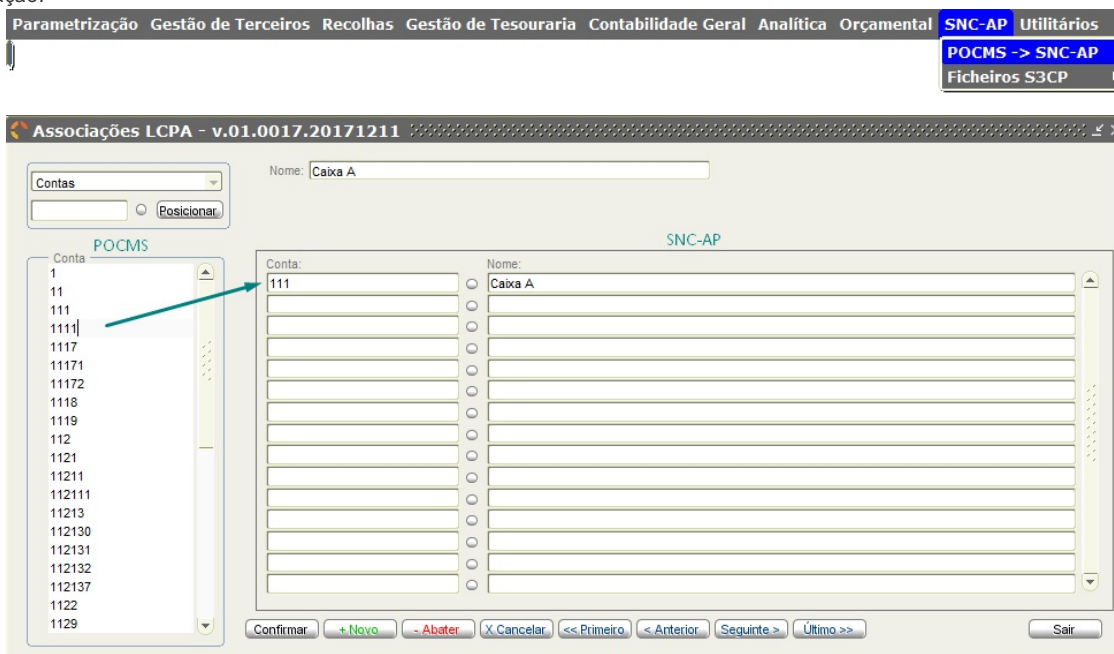 ação.
Parametrização Gestão de Terceiros Recolhas Gestão de Tesouraria Contabilidade Geral Analítica Orçamental SNC-AP Utilitários
POCMS -> SNC-AP
Ficheiros S3CP
Associações LCPA - v.01.0017.20171211
Contas
Nome: Caixa A
Posicionar
POCMS
SNC-AP
Conta
Conta: Nome:
1
111 Caixa A
11
111
1111
1117
11171
11172
1118
1119
112
1121
11211
112111
11213
112130
112131
112132
112137
1122
1129
Confirmar + Novo - Abater X Cancelar << Primeiro < Anterior Seguinte > Último >> Sair